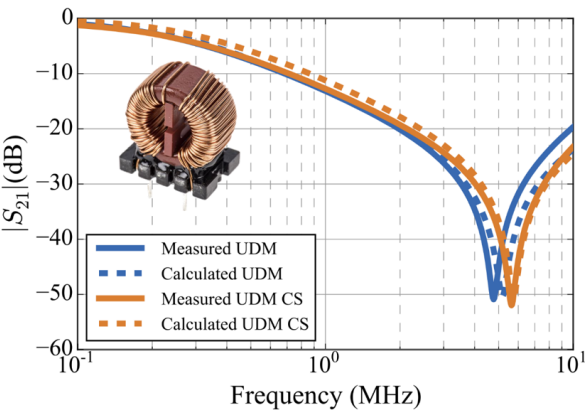 0
−10
−20
−30
−40
−50
−60
|S₂₁|(dB)
Measured UDM
Calculated UDM
Measured UDM CS
Calculated UDM CS
10⁻¹
10⁰
10¹
Frequency (MHz)